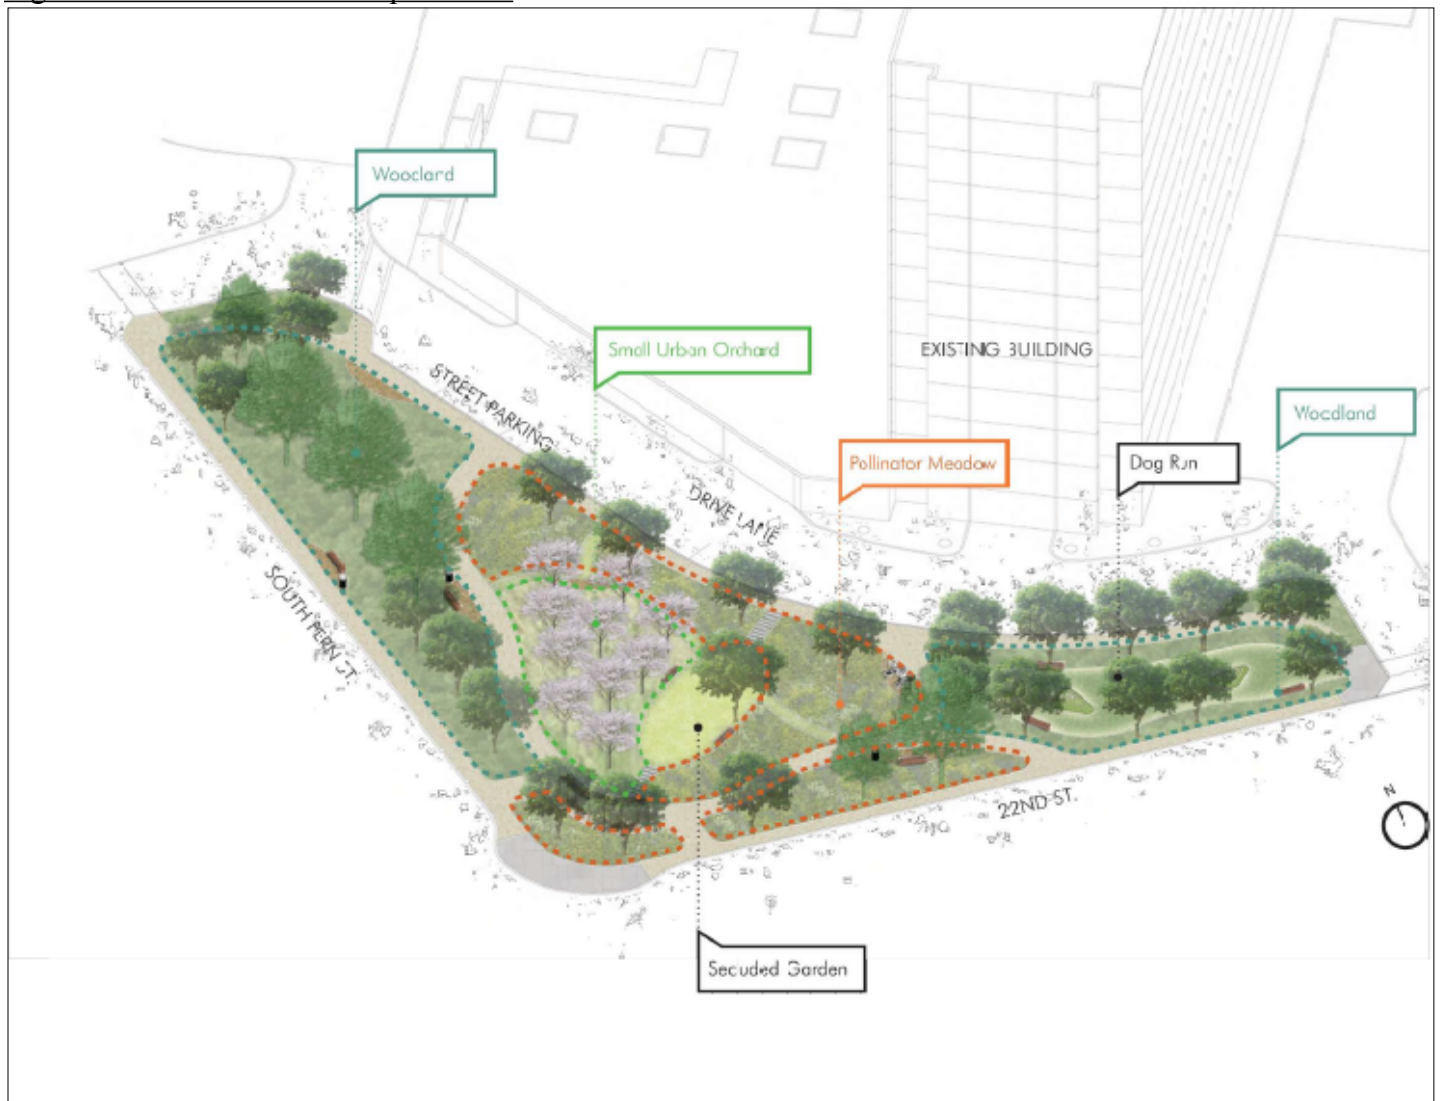 Woodland
Small Urban Orchard
STREET PARKING
EXISTING BUILDING
Woodland
Pollinator Meadow
Dog Run
DRIVE LANE
SOUTH FERN ST.
22ND ST.
N
Secluded Garden